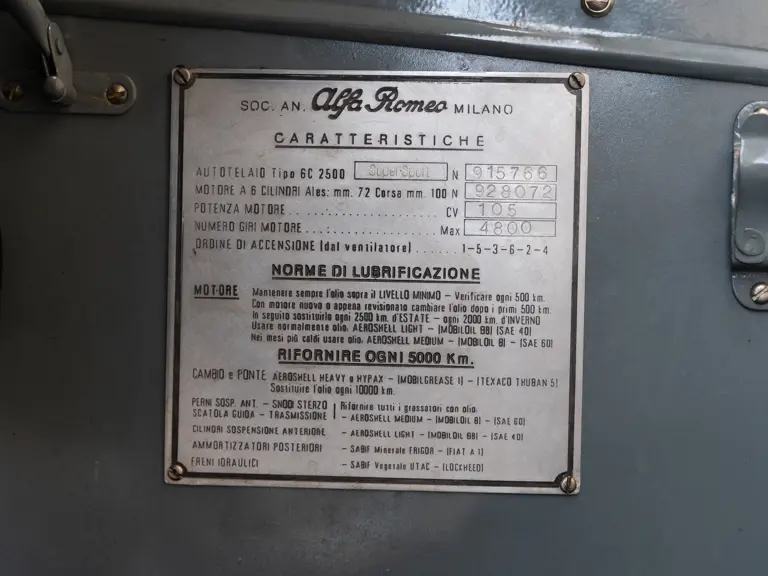 SOC. AN. Alfa Romeo MILANO
CARATTERISTICHE
AUTOTELAIO Tipo 6C 2500 SuperSport N 915766
MOTORE A 6 CILINDRI Ales: mm. 72 Corsa mm. 100 N 928072
POTENZA MOTORE ........................ CV 105
NUMERO GIRI MOTORE ........................ Max 4800
ORDINE DI ACCENSIONE (dal ventilatore) ...... 1-5-3-6-2-4
NORME DI LUBRIFICAZIONE
MOTORE Mantenere sempre l'olio sopra il LIVELLO MINIMO - Verificare ogni 500 km.
Con motore nuovo o appena revisionato cambiare l'olio dopo i primi 500 km.
In seguito sostituirlo ogni 2500 km. d'ESTATE - ogni 2000 km. d'INVERNO
Usare normalmente olio: AEROSHELL LIGHT - (MOBILOIL BB) (SAE 40)
Nei mesi più caldi usare olio: AEROSHELL MEDIUM - (MOBILOIL B) - (SAE 60)
RIFORNIRE OGNI 5000 Km.
CAMBIO e PONTE AEROSHELL HEAVY o HYPAX - (MOBILGREASE 1) - (TEXACO THUBAN 5)
Sostituire l'olio ogni 10000 km.
PERNI SOSP. ANT. - SNODI STERZO Rifornire tutti i grassatori con olio:
SCATOLA GUIDA - TRASMISSIONE - AEROSHELL MEDIUM - (MOBILOIL B) - (SAE 60)
CILINDRI SOSPENSIONE ANTERIORE - AEROSHELL LIGHT - (MOBILOIL BB) - (SAE 40)
AMMORTIZZATORI POSTERIORI - SABIF Minerale FRIGOR - (FIAT A 1)
FRENI IDRAULICI - SABIF Vegetale UTAC - (LOCKHEED)